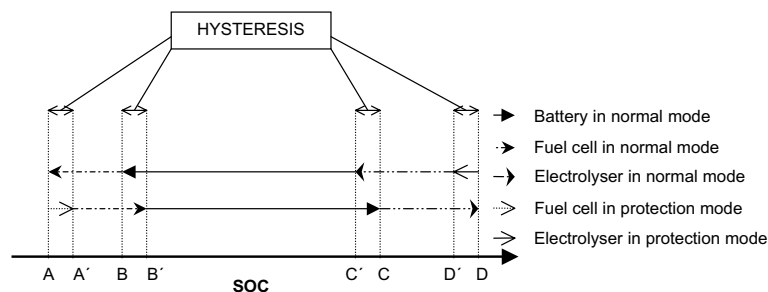 HYSTERESIS
Battery in normal mode
Fuel cell in normal mode
Electrolyser in normal mode
Fuel cell in protection mode
Electrolyser in protection mode
A A´ B B´ C´ C D´ D
SOC